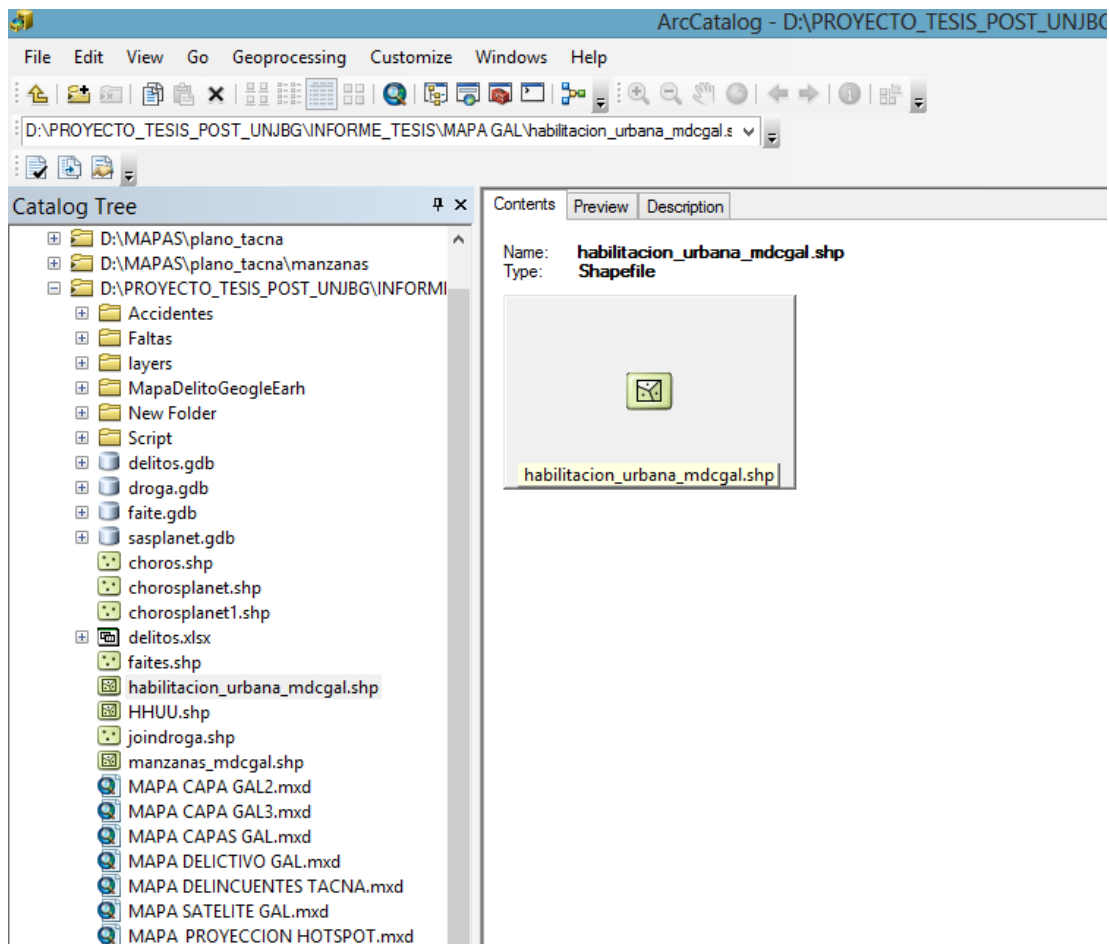 ArcCatalog - D:\PROYECTO_TESIS_POST_UNJBG
File Edit View Go Geoprocessing Customize Windows Help
D:\PROYECTO_TESIS_POST_UNJBG\INFORME_TESIS\MAPA GAL\habilitacion_urbana_mdcgal.s
Catalog Tree
D:\MAPAS\plano_tacna
D:\MAPAS\plano_tacna\manzanas
D:\PROYECTO_TESIS_POST_UNJBG\INFORM
Accidentes
Faltas
layers
MapaDelitoGeogleEarh
New Folder
Script
delitos.gdb
droga.gdb
faite.gdb
sasplanet.gdb
choros.shp
chorosplanet.shp
chorosplanet1.shp
delitos.xlsx
faites.shp
habilitacion_urbana_mdcgal.shp
HHUU.shp
joindroga.shp
manzanas_mdcgal.shp
MAPA CAPA GAL2.mxd
MAPA CAPA GAL3.mxd
MAPA CAPAS GAL.mxd
MAPA DELICTIVO GAL.mxd
MAPA DELINCUENTES TACNA.mxd
MAPA SATELITE GAL.mxd
MAPA PROYECCION HOTSPOT.mxd
Contents Preview Description
Name: habilitacion_urbana_mdcgal.shp
Type: Shapefile
habilitacion_urbana_mdcgal.shp